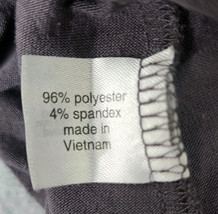 96% polyester
4% spandex
made in
Vietnam